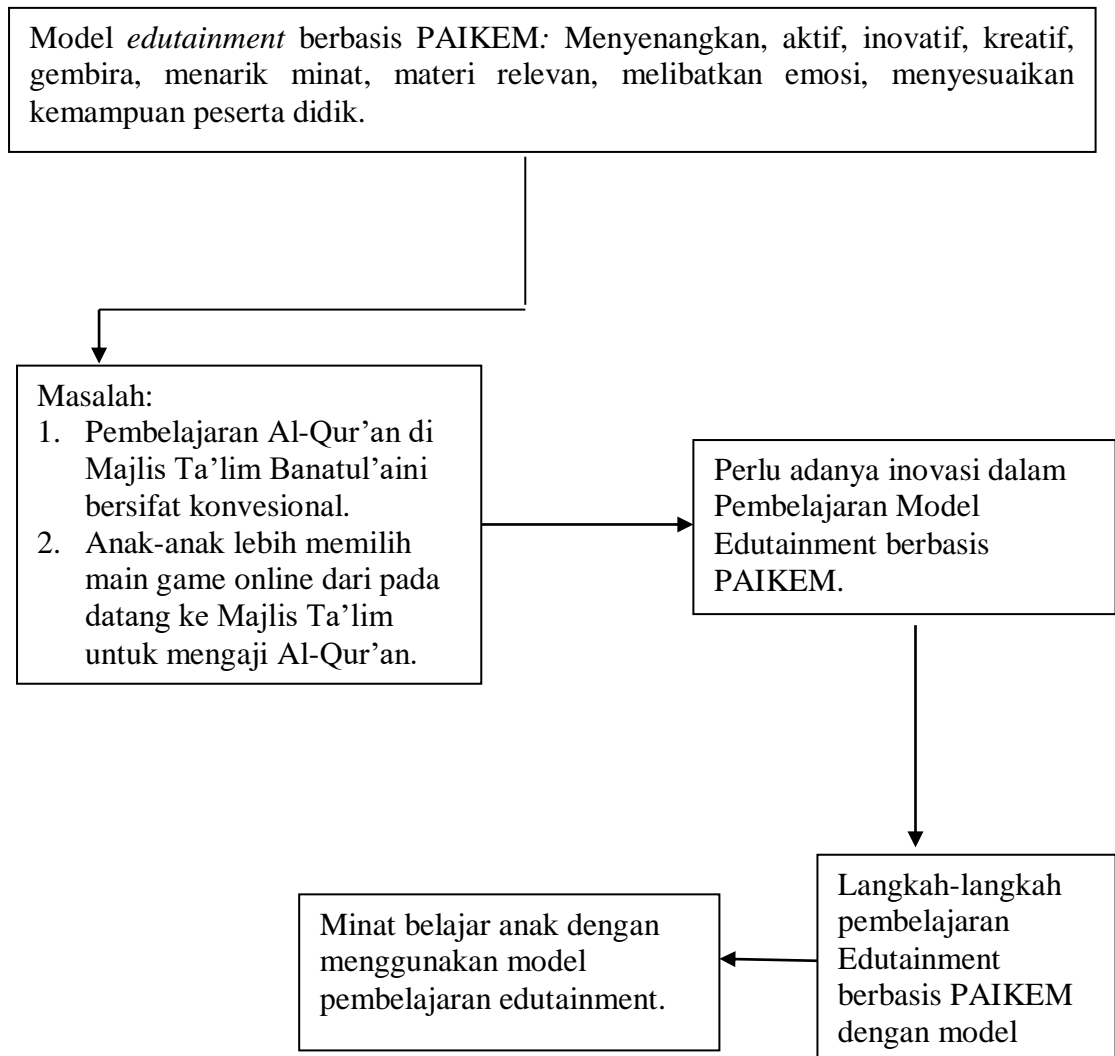 Model edutainment berbasis PAIKEM: Menyenangkan, aktif, inovatif, kreatif,
gembira, menarik minat, materi relevan, melibatkan emosi, menyesuaikan
kemampuan peserta didik.
Masalah:
1. Pembelajaran Al-Qur’an di
Majlis Ta’lim Banatul’aini
bersifat konvesional.
2. Anak-anak lebih memilih
main game online dari pada
datang ke Majlis Ta’lim
untuk mengaji Al-Qur’an.
Perlu adanya inovasi dalam
Pembelajaran Model
Edutainment berbasis
PAIKEM.
Langkah-langkah
pembelajaran
Edutainment
berbasis PAIKEM
dengan model
Minat belajar anak dengan
menggunakan model
pembelajaran edutainment.